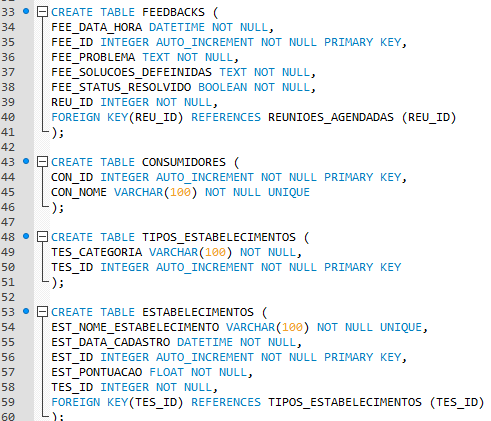 33 CREATE TABLE FEEDBACKS (
34 FEE_DATA_HORA DATETIME NOT NULL,
35 FEE_ID INTEGER AUTO_INCREMENT NOT NULL PRIMARY KEY,
36 FEE_PROBLEMA TEXT NOT NULL,
37 FEE_SOLUCOES_DEFEINIDAS TEXT NOT NULL,
38 FEE_STATUS_RESOLVIDO BOOLEAN NOT NULL,
39 REU_ID INTEGER NOT NULL,
40 FOREIGN KEY(REU_ID) REFERENCES REUNIOES_AGENDADAS (REU_ID)
41 );
42
43 CREATE TABLE CONSUMIDORES (
44 CON_ID INTEGER AUTO_INCREMENT NOT NULL PRIMARY KEY,
45 CON_NOME VARCHAR(100) NOT NULL UNIQUE
46 );
47
48 CREATE TABLE TIPOS_ESTABELECIMENTOS (
49 TES_CATEGORIA VARCHAR(100) NOT NULL,
50 TES_ID INTEGER AUTO_INCREMENT NOT NULL PRIMARY KEY
51 );
52
53 CREATE TABLE ESTABELECIMENTOS (
54 EST_NOME_ESTABELECIMENTO VARCHAR(100) NOT NULL UNIQUE,
55 EST_DATA_CADASTRO DATETIME NOT NULL,
56 EST_ID INTEGER AUTO_INCREMENT NOT NULL PRIMARY KEY,
57 EST_PONTUACAO FLOAT NOT NULL,
58 TES_ID INTEGER NOT NULL,
59 FOREIGN KEY(TES_ID) REFERENCES TIPOS_ESTABELECIMENTOS (TES_ID)
60 );